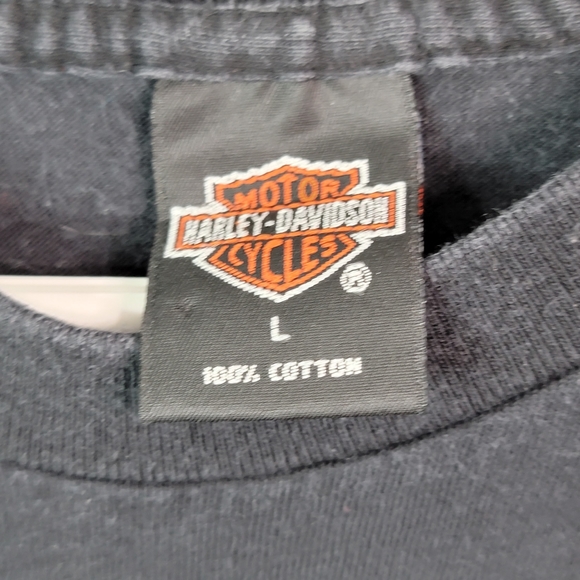 MOTOR
HARLEY-DAVIDSON
CYCLES
®
L
100% COTTON